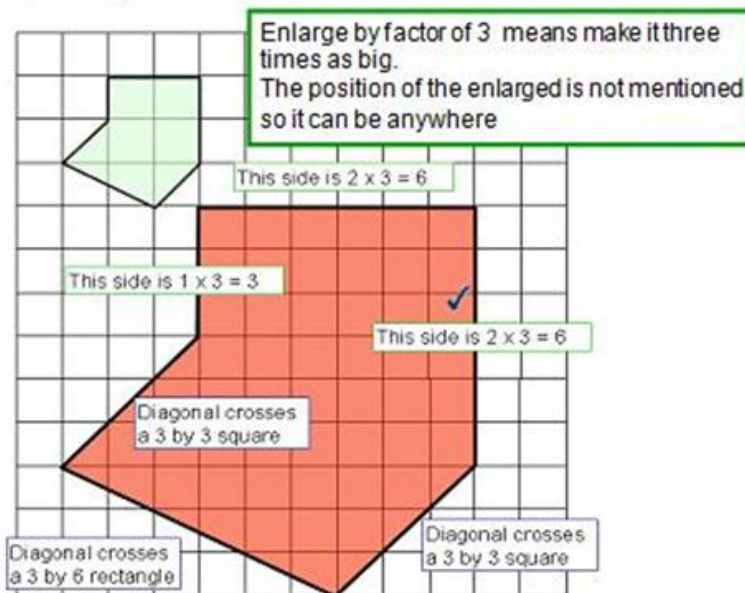 Enlarge by factor of 3 means make it three
times as big.
The position of the enlarged is not mentioned
so it can be anywhere
This side is 2 x 3 = 6
This side is 1 x 3 = 3
This side is 2 x 3 = 6
Diagonal crosses
a 3 by 3 square
Diagonal crosses
a 3 by 3 square
Diagonal crosses
a 3 by 6 rectangle